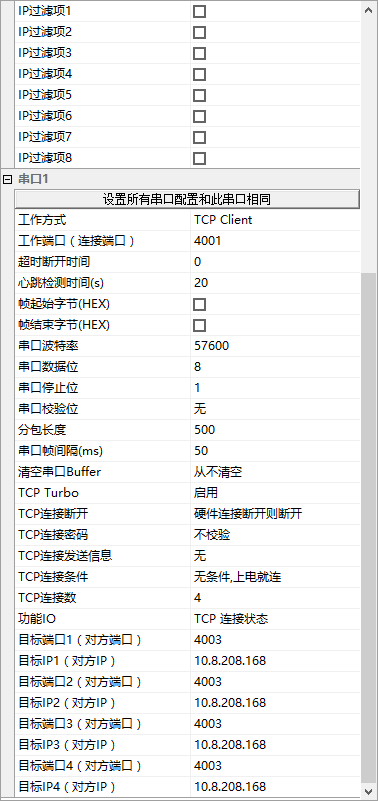 IP过滤项1
IP过滤项2
IP过滤项3
IP过滤项4
IP过滤项5
IP过滤项6
IP过滤项7
IP过滤项8
串口1
设置所有串口配置和此串口相同
工作方式 TCP Client
工作端口（连接端口） 4001
超时断开时间 0
心跳检测时间(s) 20
帧起始字节(HEX)
帧结束字节(HEX)
串口波特率 57600
串口数据位 8
串口停止位 1
串口校验位 无
分包长度 500
串口帧间隔(ms) 50
清空串口Buffer 从不清空
TCP Turbo 启用
TCP连接断开 硬件连接断开则断开
TCP连接密码 不校验
TCP连接发送信息 无
TCP连接条件 无条件,上电就连
TCP连接数 4
功能IO TCP 连接状态
目标端口1（对方端口） 4003
目标IP1（对方IP） 10.8.208.168
目标端口2（对方端口） 4003
目标IP2（对方IP） 10.8.208.168
目标端口3（对方端口） 4003
目标IP3（对方IP） 10.8.208.168
目标端口4（对方端口） 4003
目标IP4（对方IP） 10.8.208.168